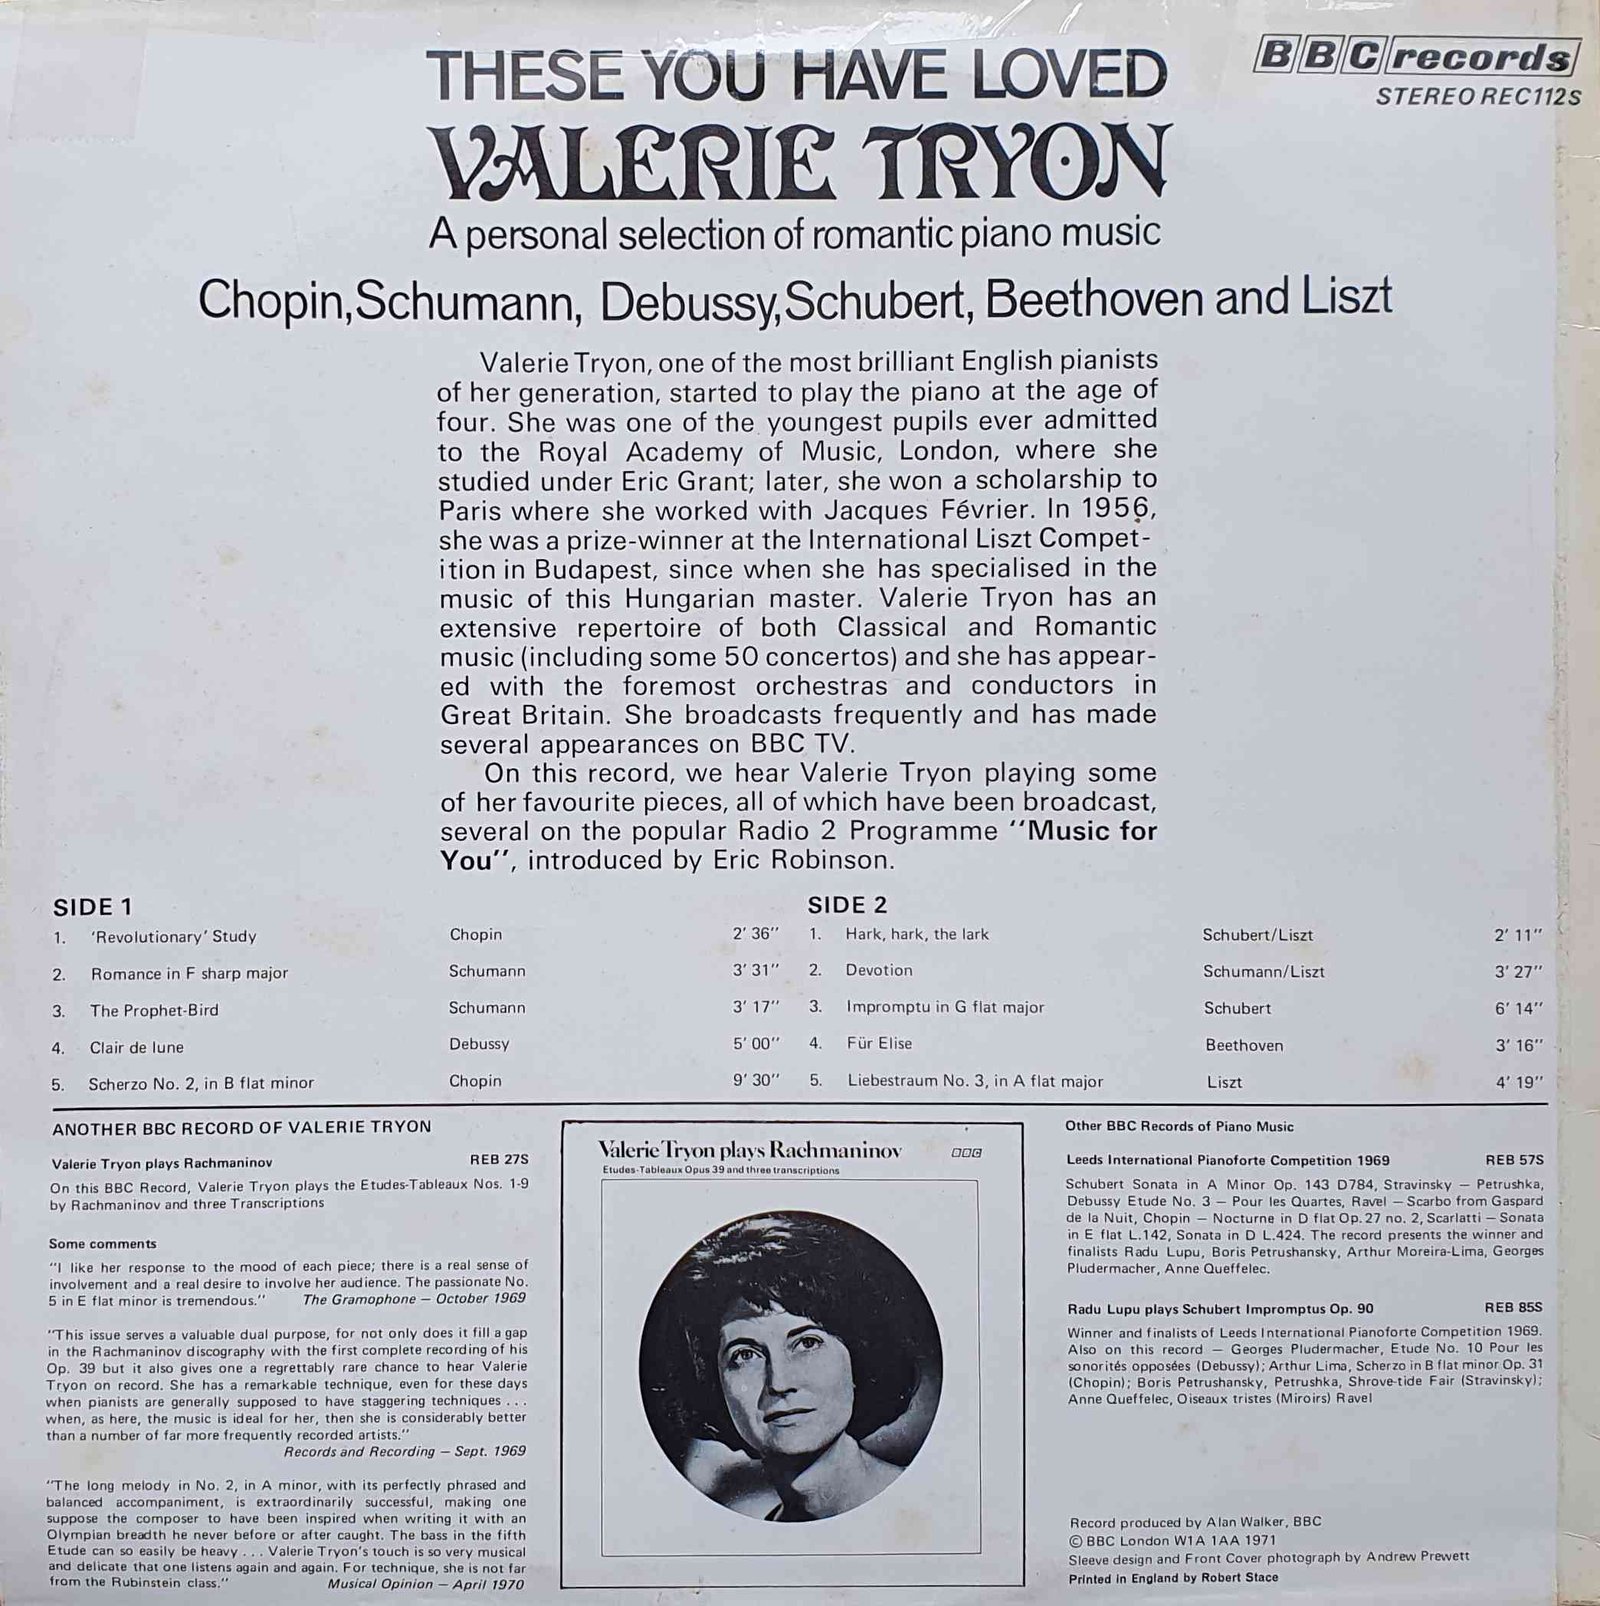 THESE YOU HAVE LOVED
BBC records
STEREO REC112S
VALERIE TRYON
A personal selection of romantic piano music
Chopin, Schumann, Debussy, Schubert, Beethoven and Liszt
Valerie Tryon, one of the most brilliant English pianists
of her generation, started to play the piano at the age of
four. She was one of the youngest pupils ever admitted
to the Royal Academy of Music, London, where she
studied under Eric Grant; later, she won a scholarship to
Paris where she worked with Jacques Février. In 1956,
she was a prize-winner at the International Liszt Compet-
ition in Budapest, since when she has specialised in the
music of this Hungarian master. Valerie Tryon has an
extensive repertoire of both Classical and Romantic
music (including some 50 concertos) and she has appear-
ed with the foremost orchestras and conductors in
Great Britain. She broadcasts frequently and has made
several appearances on BBC TV.
On this record, we hear Valerie Tryon playing some
of her favourite pieces, all of which have been broadcast,
several on the popular Radio 2 Programme "Music for
You", introduced by Eric Robinson.
SIDE 1
1. 'Revolutionary' Study Chopin 2' 36"
2. Romance in F sharp major Schumann 3' 31"
3. The Prophet-Bird Schumann 3' 17"
4. Clair de lune Debussy 5' 00"
5. Scherzo No. 2, in B flat minor Chopin 9' 30"
SIDE 2
1. Hark, hark, the lark Schubert/Liszt 2' 11"
2. Devotion Schumann/Liszt 3' 27"
3. Impromptu in G flat major Schubert 6' 14"
4. Für Elise Beethoven 3' 16"
5. Liebestraum No. 3, in A flat major Liszt 4' 19"
ANOTHER BBC RECORD OF VALERIE TRYON
Valerie Tryon plays Rachmaninov REB 27S
On this BBC Record, Valerie Tryon plays the Etudes-Tableaux Nos. 1-9
by Rachmaninov and three Transcriptions
Some comments
"I like her response to the mood of each piece; there is a real sense of
involvement and a real desire to involve her audience. The passionate No.
5 in E flat minor is tremendous." The Gramophone – October 1969
"This issue serves a valuable dual purpose, for not only does it fill a gap
in the Rachmaninov discography with the first complete recording of his
Op. 39 but it also gives one a regrettably rare chance to hear Valerie
Tryon on record. She has a remarkable technique, even for these days
when pianists are generally supposed to have staggering techniques . . .
when, as here, the music is ideal for her, then she is considerably better
than a number of far more frequently recorded artists."
Records and Recording – Sept. 1969
"The long melody in No. 2, in A minor, with its perfectly phrased and
balanced accompaniment, is extraordinarily successful, making one
suppose the composer to have been inspired when writing it with an
Olympian breadth he never before or after caught. The bass in the fifth
Etude can so easily be heavy . . . Valerie Tryon's touch is so very musical
and delicate that one listens again and again. For technique, she is not far
from the Rubinstein class." Musical Opinion – April 1970
Valerie Tryon plays Rachmaninov BBC
Etudes-Tableaux Opus 39 and three transcriptions
Other BBC Records of Piano Music
Leeds International Pianoforte Competition 1969 REB 57S
Schubert Sonata in A Minor Op. 143 D784, Stravinsky – Petrushka,
Debussy Etude No. 3 – Pour les Quartes, Ravel – Scarbo from Gaspard
de la Nuit, Chopin – Nocturne in D flat Op. 27 no. 2, Scarlatti – Sonata
in E flat L.142, Sonata in D L.424. The record presents the winner and
finalists Radu Lupu, Boris Petrushansky, Arthur Moreira-Lima, Georges
Pludermacher, Anne Queffelec.
Radu Lupu plays Schubert Impromptus Op. 90 REB 85S
Winner and finalists of Leeds International Pianoforte Competition 1969.
Also on this record – Georges Pludermacher, Etude No. 10 Pour les
sonorités opposées (Debussy); Arthur Lima, Scherzo in B flat minor Op. 31
(Chopin); Boris Petrushansky, Petrushka, Shrove-tide Fair (Stravinsky);
Anne Queffelec, Oiseaux tristes (Miroirs) Ravel
Record produced by Alan Walker, BBC
© BBC London W1A 1AA 1971
Sleeve design and Front Cover photograph by Andrew Prewett
Printed in England by Robert Stace